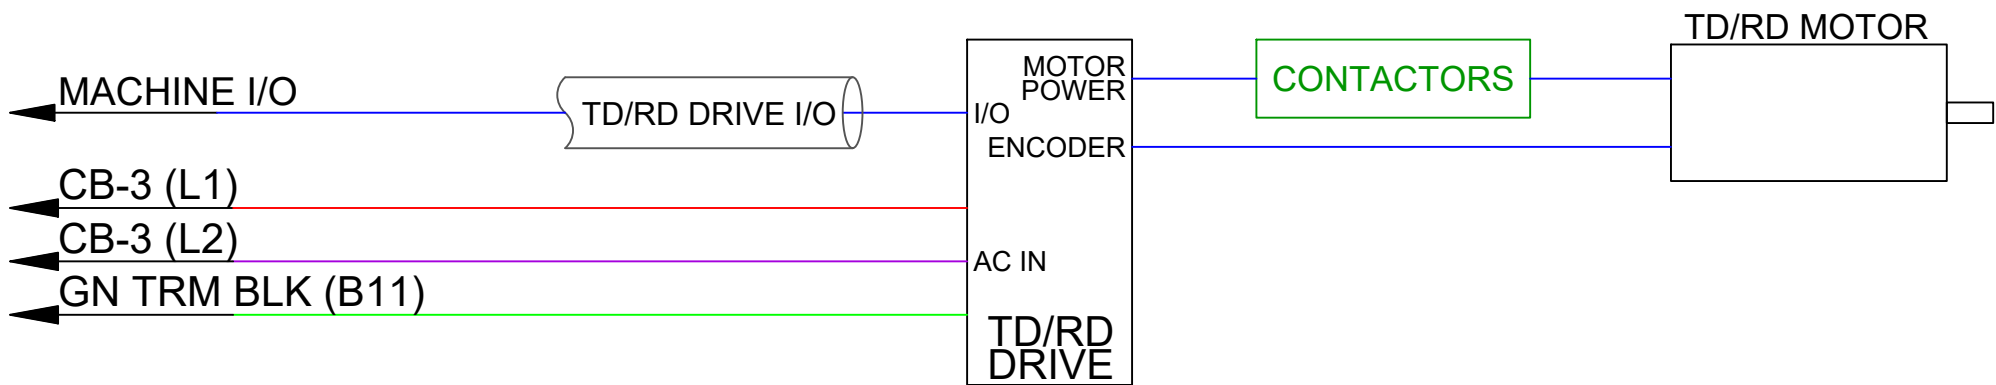 TD/RD MOTOR
MOTOR
POWER
CONTACTORS
MACHINE I/O
TD/RD DRIVE I/O
I/O
ENCODER
CB-3 (L1)
CB-3 (L2)
AC IN
GN TRM BLK (B11)
TD/RD
DRIVE